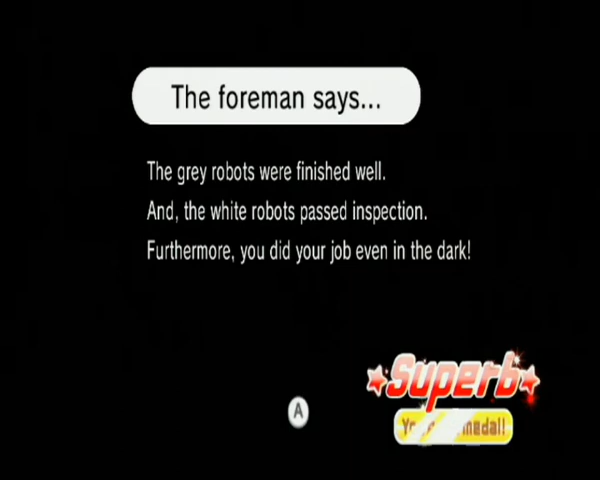 The foreman says...
The grey robots were finished well.
And, the white robots passed inspection.
Furthermore, you did your job even in the dark!
Superb
A
medal!